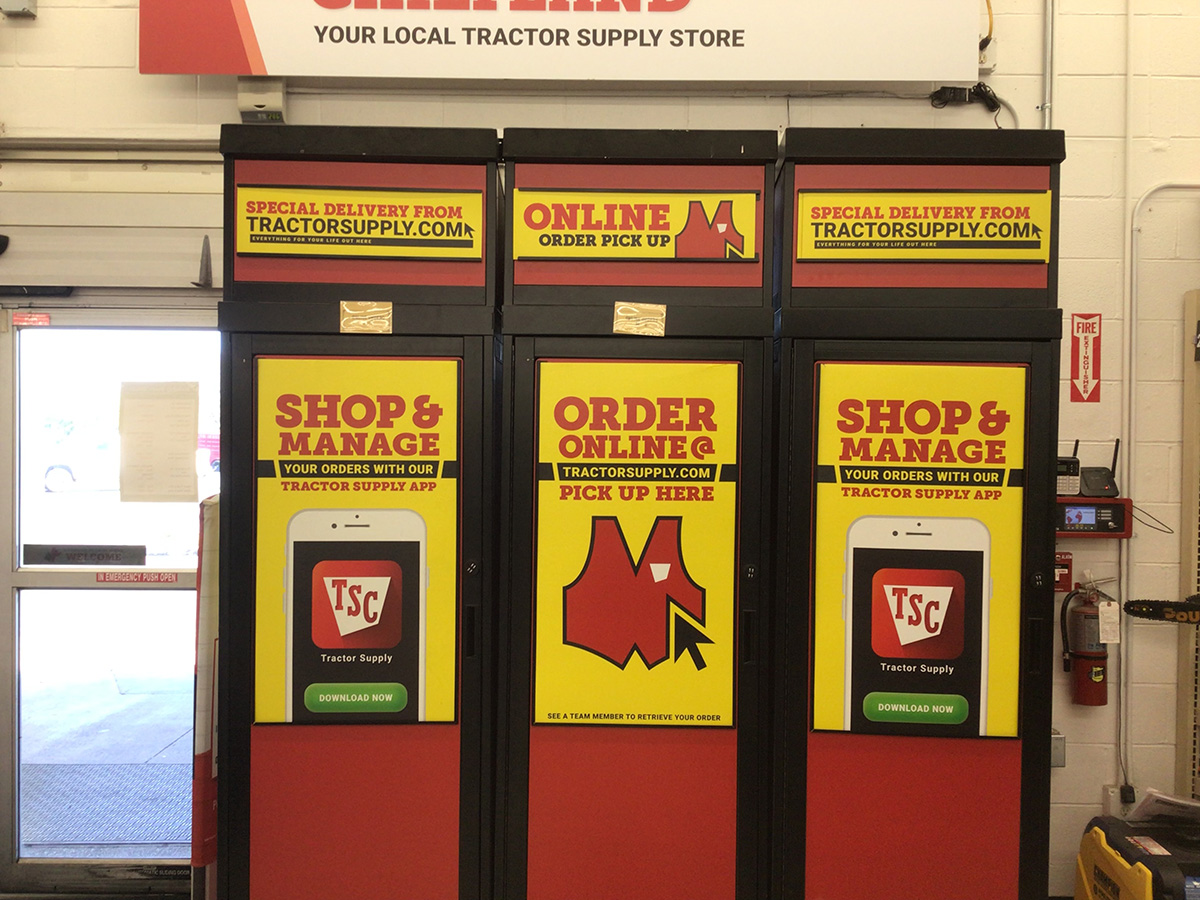 YOUR LOCAL TRACTOR SUPPLY STORE
SPECIAL DELIVERY FROM
TRACTORSUPPLY.COM
EVERYTHING FOR YOUR LIFE OUT HERE
ONLINE
ORDER PICK UP
SPECIAL DELIVERY FROM
TRACTORSUPPLY.COM
EVERYTHING FOR YOUR LIFE OUT HERE
SHOP &
MANAGE
YOUR ORDERS WITH OUR
TRACTOR SUPPLY APP
TSC
Tractor Supply
DOWNLOAD NOW
ORDER
ONLINE @
TRACTORSUPPLY.COM
PICK UP HERE
SEE A TEAM MEMBER TO RETRIEVE YOUR ORDER
SHOP &
MANAGE
YOUR ORDERS WITH OUR
TRACTOR SUPPLY APP
TSC
Tractor Supply
DOWNLOAD NOW
FIRE
EXTINGUISHER
WELCOME
IN EMERGENCY PUSH OPEN